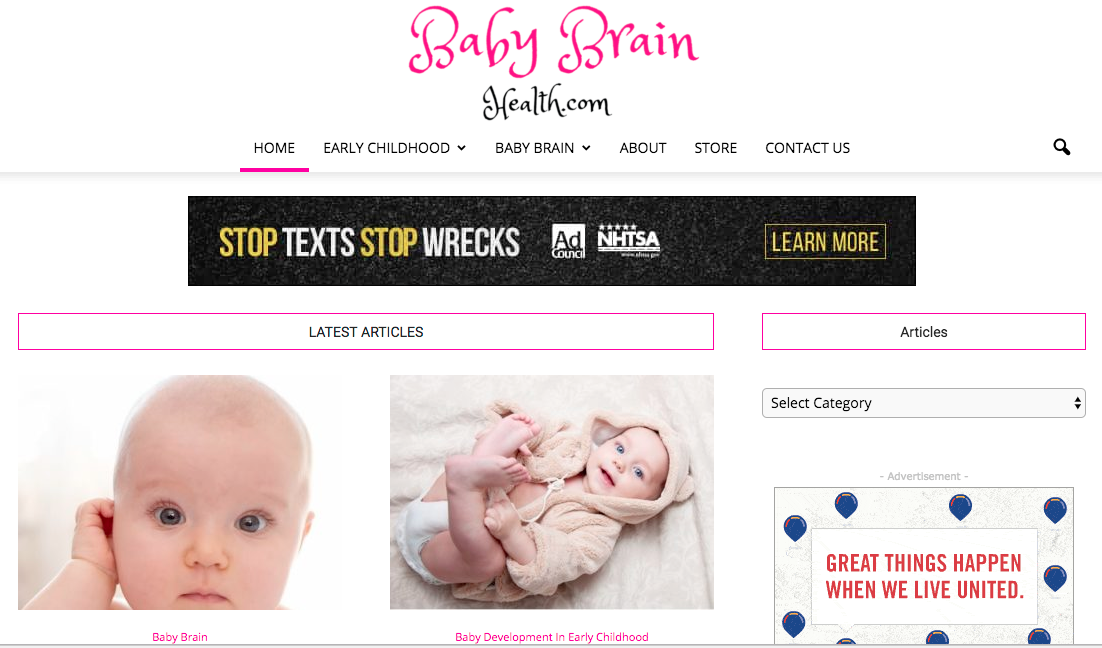 Baby Brain
Health.com
HOME EARLY CHILDHOOD BABY BRAIN ABOUT STORE CONTACT US
STOP TEXTS STOP WRECKS Ad Council NHTSA www.nhtsa.gov LEARN MORE
LATEST ARTICLES
Articles
Select Category
- Advertisement -
GREAT THINGS HAPPEN
WHEN WE LIVE UNITED.
Baby Brain
Baby Development In Early Childhood